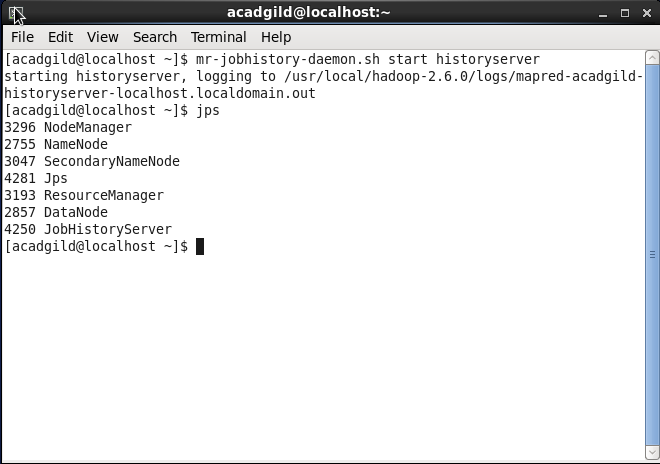 acadgild@localhost:~
File Edit View Search Terminal Help
[acadgild@localhost ~]$ mr-jobhistory-daemon.sh start historyserver
starting historyserver, logging to /usr/local/hadoop-2.6.0/logs/mapred-acadgild-
historyserver-localhost.localdomain.out
[acadgild@localhost ~]$ jps
3296 NodeManager
2755 NameNode
3047 SecondaryNameNode
4281 Jps
3193 ResourceManager
2857 DataNode
4250 JobHistoryServer
[acadgild@localhost ~]$